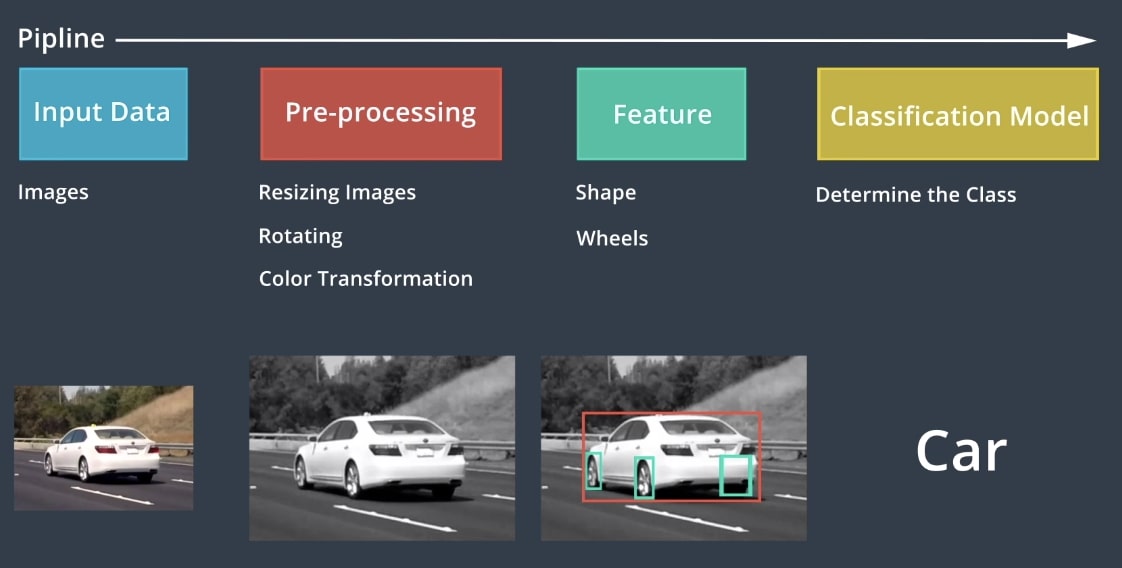 Pipline
Input Data
Pre-processing
Feature
Classification Model
Images
Resizing Images
Rotating
Color Transformation
Shape
Wheels
Determine the Class
Car